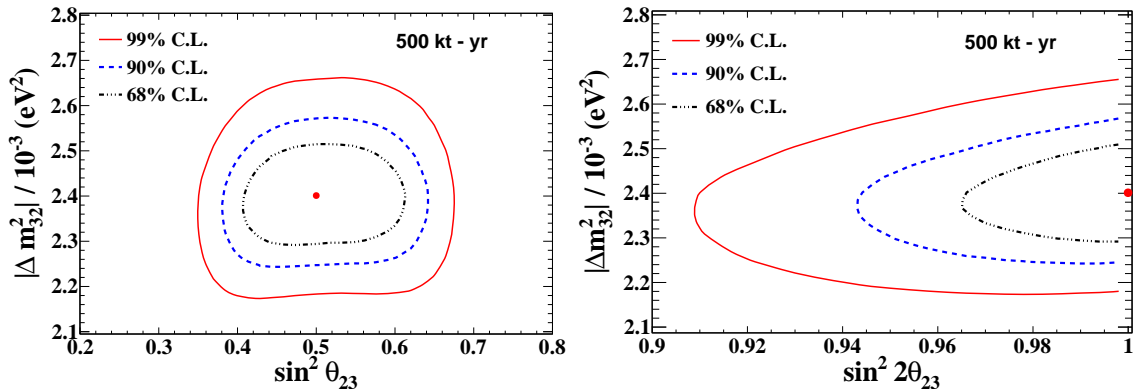 99% C.L.
90% C.L.
68% C.L.
500 kt - yr
|Δ m²₃₂| / 10⁻³ (eV²)
2.8
2.7
2.6
2.5
2.4
2.3
2.2
2.1
0.2 0.3 0.4 0.5 0.6 0.7 0.8
sin² θ₂₃
99% C.L.
90% C.L.
68% C.L.
500 kt - yr
|Δm²₃₂| / 10⁻³ (eV²)
2.8
2.7
2.6
2.5
2.4
2.3
2.2
2.1
0.9 0.92 0.94 0.96 0.98 1
sin² 2θ₂₃